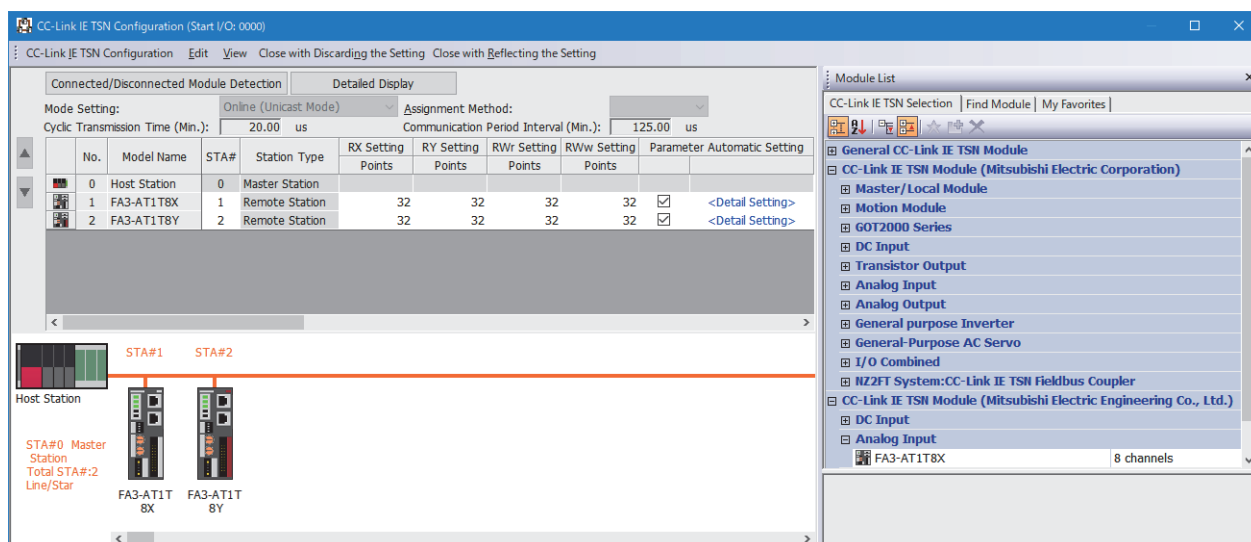 CC-Link IE TSN Configuration (Start I/O: 0000)
CC-Link IE TSN Configuration Edit View Close with Discarding the Setting Close with Reflecting the Setting
Connected/Disconnected Module Detection Detailed Display
Mode Setting: Online (Unicast Mode) Assignment Method:
Cyclic Transmission Time (Min.): 20.00 us Communication Period Interval (Min.): 125.00 us
No. Model Name STA# Station Type RX Setting RY Setting RWr Setting RWw Setting Parameter Automatic Setting
Points Points Points Points
0 Host Station 0 Master Station
1 FA3-AT1T8X 1 Remote Station 32 32 32 32 <Detail Setting>
2 FA3-AT1T8Y 2 Remote Station 32 32 32 32 <Detail Setting>
STA#1 STA#2
Host Station
STA#0 Master
Station
Total STA#:2
Line/Star
FA3-AT1T
8X
FA3-AT1T
8Y
Module List
CC-Link IE TSN Selection Find Module My Favorites
General CC-Link IE TSN Module
CC-Link IE TSN Module (Mitsubishi Electric Corporation)
Master/Local Module
Motion Module
GOT2000 Series
DC Input
Transistor Output
Analog Input
Analog Output
General purpose Inverter
General-Purpose AC Servo
I/O Combined
NZ2FT System:CC-Link IE TSN Fieldbus Coupler
CC-Link IE TSN Module (Mitsubishi Electric Engineering Co., Ltd.)
DC Input
Analog Input
FA3-AT1T8X 8 channels